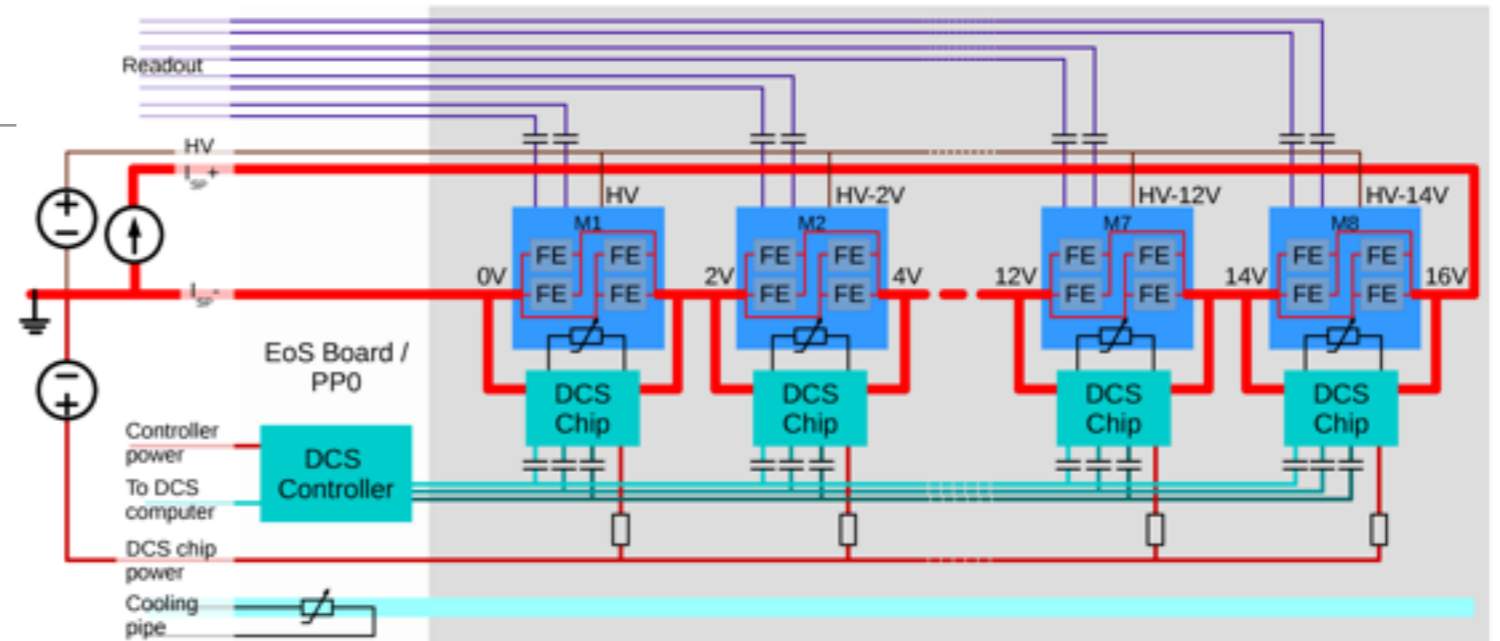 Readout
HV
I SP +
HV HV-2V HV-12V HV-14V
M1 M2 M7 M8
FE FE FE FE FE FE FE FE
0V 2V 4V 12V 14V 16V
FE FE FE FE FE FE FE FE
I SP -
EoS Board /
PP0
DCS DCS DCS DCS
Chip Chip Chip Chip
Controller
power
DCS
Controller
To DCS
computer
DCS chip
power
Cooling
pipe